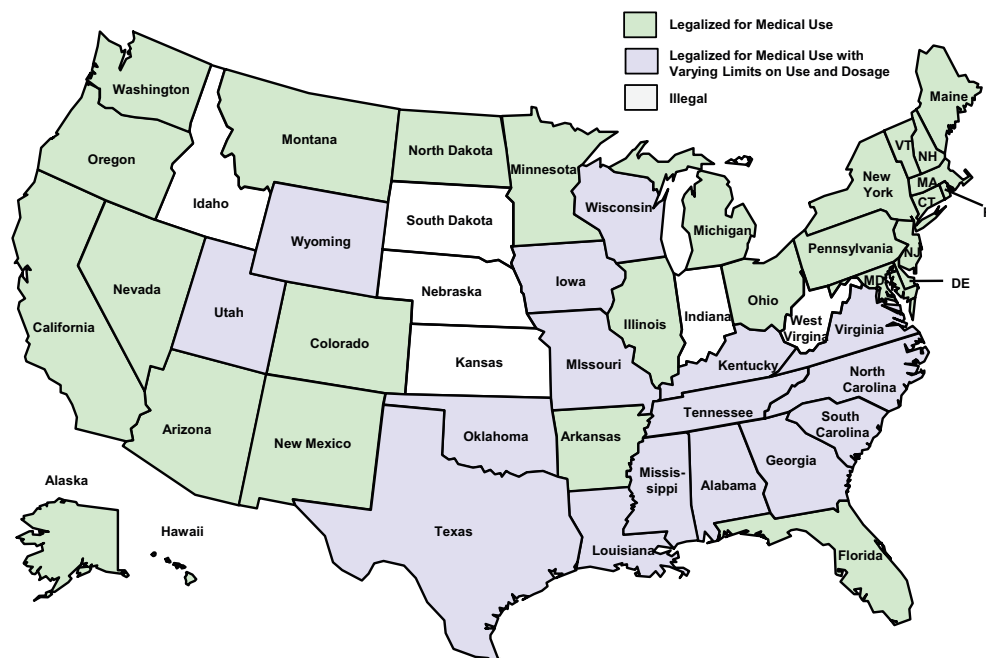 Legalized for Medical Use
Legalized for Medical Use with
Varying Limits on Use and Dosage
Illegal
Washington
Oregon
Idaho
Montana
North Dakota
Minnesota
South Dakota
Wyoming
Wisconsin
Michigan
Maine
VT
NH
New
York
MA
CT
Pennsylvania
NJ
DE
MD
Nevada
California
Utah
Colorado
Nebraska
Iowa
Illinois
Indiana
Ohio
West
Virgina
Virginia
Kansas
MIssouri
Kentucky
North
Carolina
Tennessee
South
Carolina
Arizona
New Mexico
Oklahoma
Arkansas
Missis-
sippi
Alabama
Georgia
Texas
Louisiana
Florida
Alaska
Hawaii